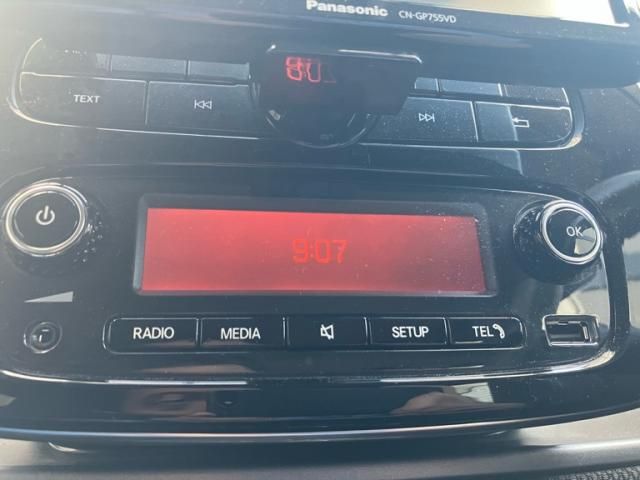 Panasonic CN-GP755VD
TEXT
9:07
OK
RADIO MEDIA SETUP TEL